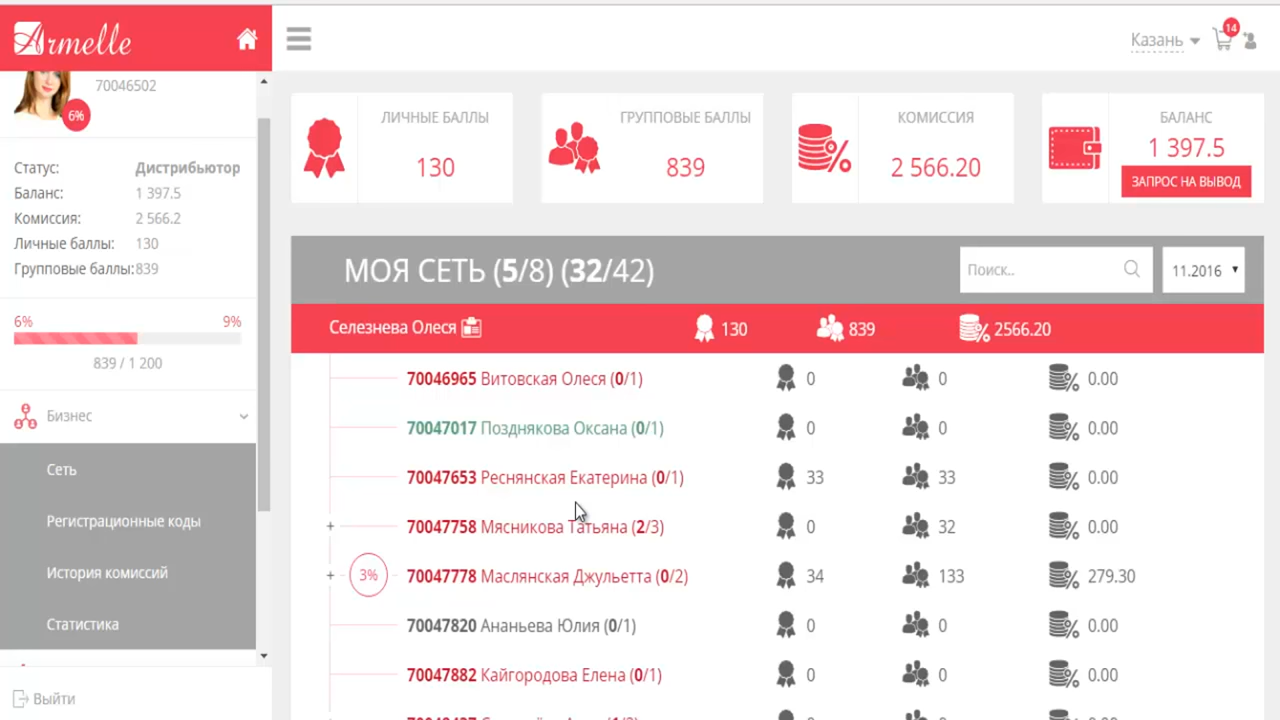 Armelle
Казань
14
70046502
6%
Статус: Дистрибьютор
Баланс: 1 397.5
Комиссия: 2 566.2
Личные баллы: 130
Групповые баллы: 839
6% 9%
839 / 1 200
Бизнес
Сеть
Регистрационные коды
История комиссий
Статистика
Выйти
ЛИЧНЫЕ БАЛЛЫ
130
ГРУППОВЫЕ БАЛЛЫ
839
КОМИССИЯ
2 566.20
БАЛАНС
1 397.5
ЗАПРОС НА ВЫВОД
МОЯ СЕТЬ (5/8) (32/42)
Поиск..
11.2016
Селезнева Олеся 130 839 2566.20
70046965 Витовская Олеся (0/1) 0 0 0.00
70047017 Позднякова Оксана (0/1) 0 0 0.00
70047653 Реснянская Екатерина (0/1) 33 33 0.00
+ 70047758 Мясникова Татьяна (2/3) 0 32 0.00
+ 3% 70047778 Маслянская Джульетта (0/2) 34 133 279.30
70047820 Ананьева Юлия (0/1) 0 0 0.00
70047882 Кайгородова Елена (0/1) 0 0 0.00